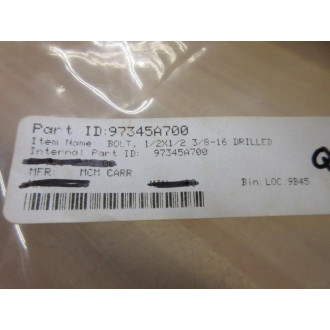 Part ID:97345A700
Item Name: BOLT, 1/2X1/2 3/8-16 DRILLED
Internal Part ID: 97345A700
MFR: MCM CARR Bin: LOC.9B45